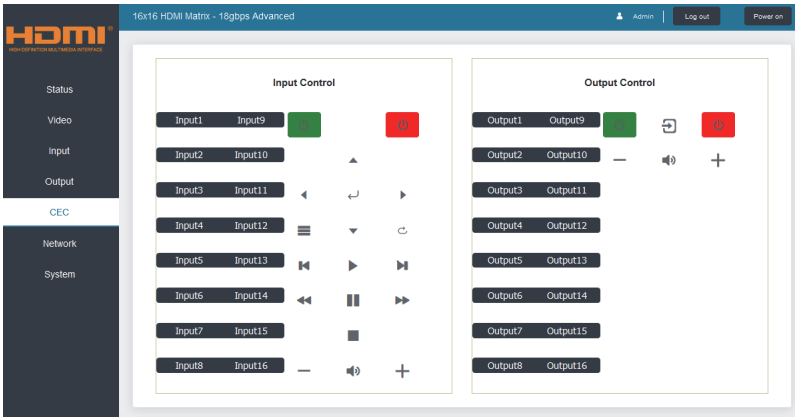 16x16 HDMI Matrix - 18gbps Advanced
Admin
Log out
Power on
HDMI
HIGH-DEFINITION MULTIMEDIA INTERFACE
Status
Video
Input
Output
CEC
Network
System
Input Control
Input1 Input9
Input2 Input10
Input3 Input11
Input4 Input12
Input5 Input13
Input6 Input14
Input7 Input15
Input8 Input16
Output Control
Output1 Output9
Output2 Output10
Output3 Output11
Output4 Output12
Output5 Output13
Output6 Output14
Output7 Output15
Output8 Output16